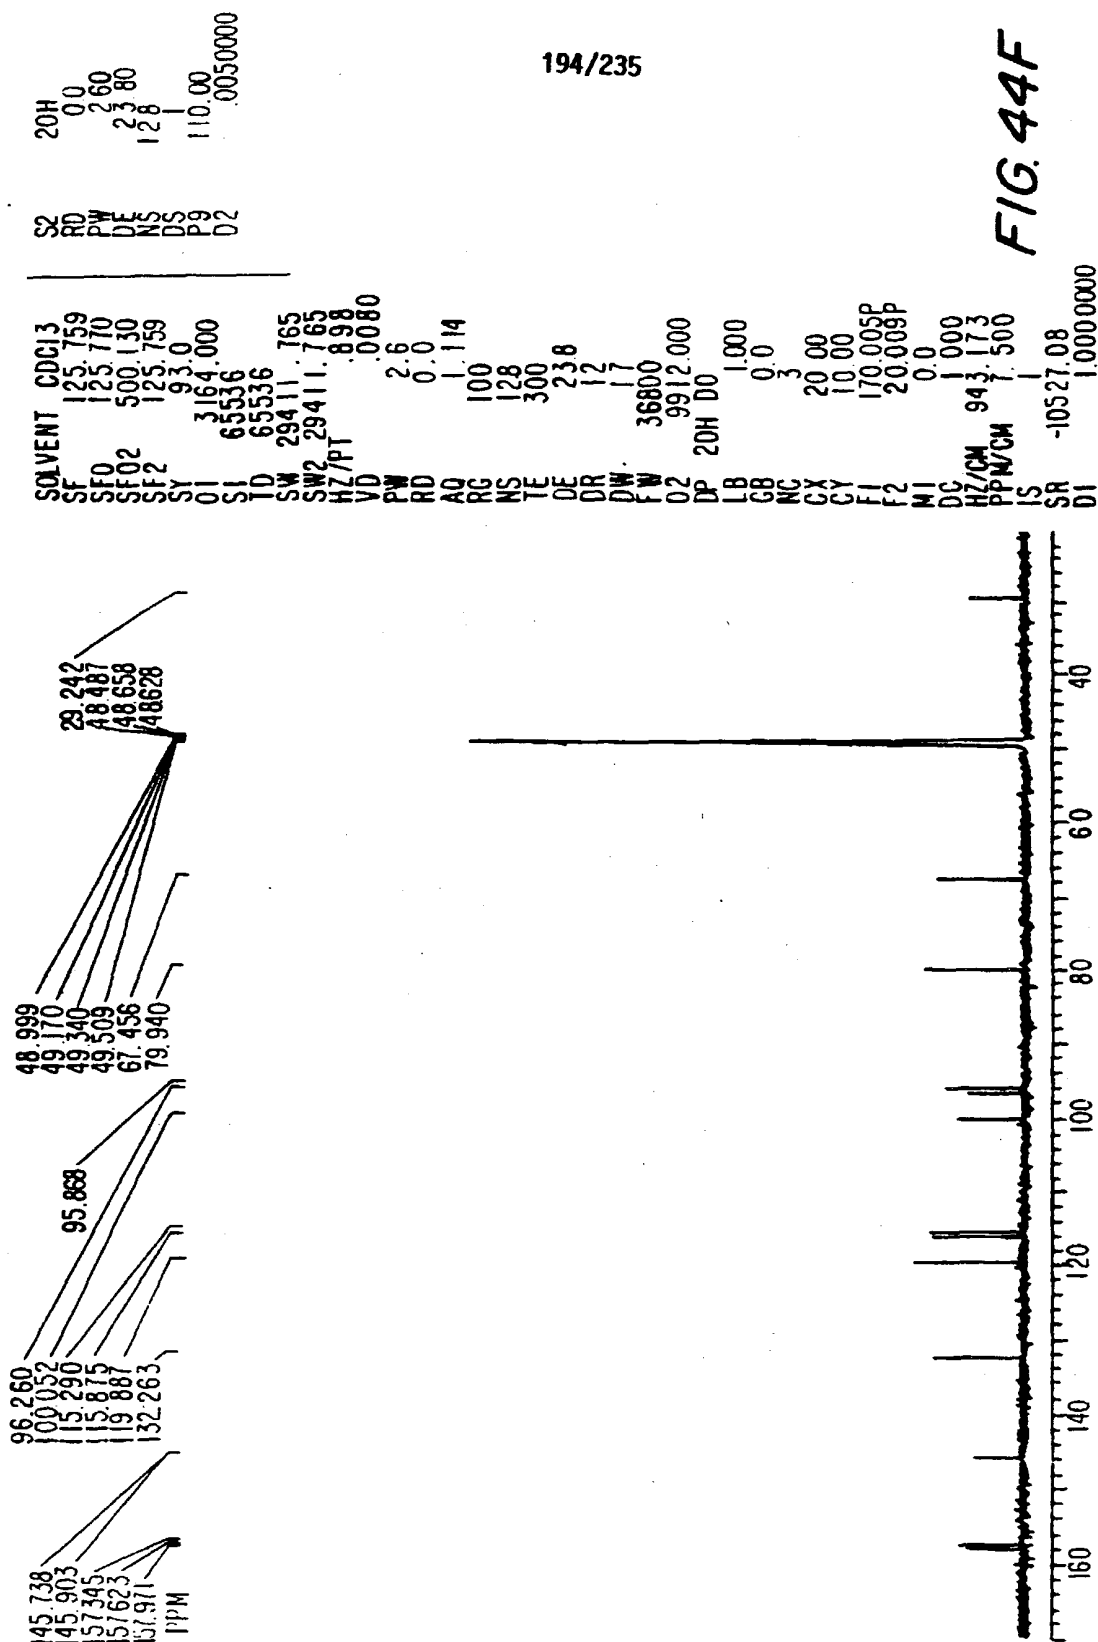 194/235
FIG. 44F
S2 20H
RD 0.0
PW 2.60
DE 23.80
NS 128
DS 1
P9 110.00
D2 .0050000
SOLVENT CDCl3
SF 125.759
SFO 125.770
SFO2 500.130
SF2 125.759
SY 93.0
O1 3164.000
SI 65536
TD 65536
SW 29411.765
SW2 29411.765
HZ/PT .898
VD .0080
PW 2.6
RD 0.0
AQ 1.114
RG 100
NS 128
TE 300
DE 23.8
DR 12
DW 17
FW 36800
O2 9912.000
DP 20H D0
LB 1.000
GB 0.0
NC 3
CX 20.00
CY 10.00
F1 170.005P
F2 20.009P
MI 0.0
DC 1.000
HZ/CM 943.173
PPM/CM 7.500
IS 1
SR -10527.08
D1 1.0000000
29.242
48.487
48.658
48628
48.999
49.170
49.340
49.509
67.456
79.940
95.868
96.260
100.052
115.290
115.875
119.887
132.263
145.738
145.903
157345
157623
157.971
PPM
160 140 120 100 80 60 40